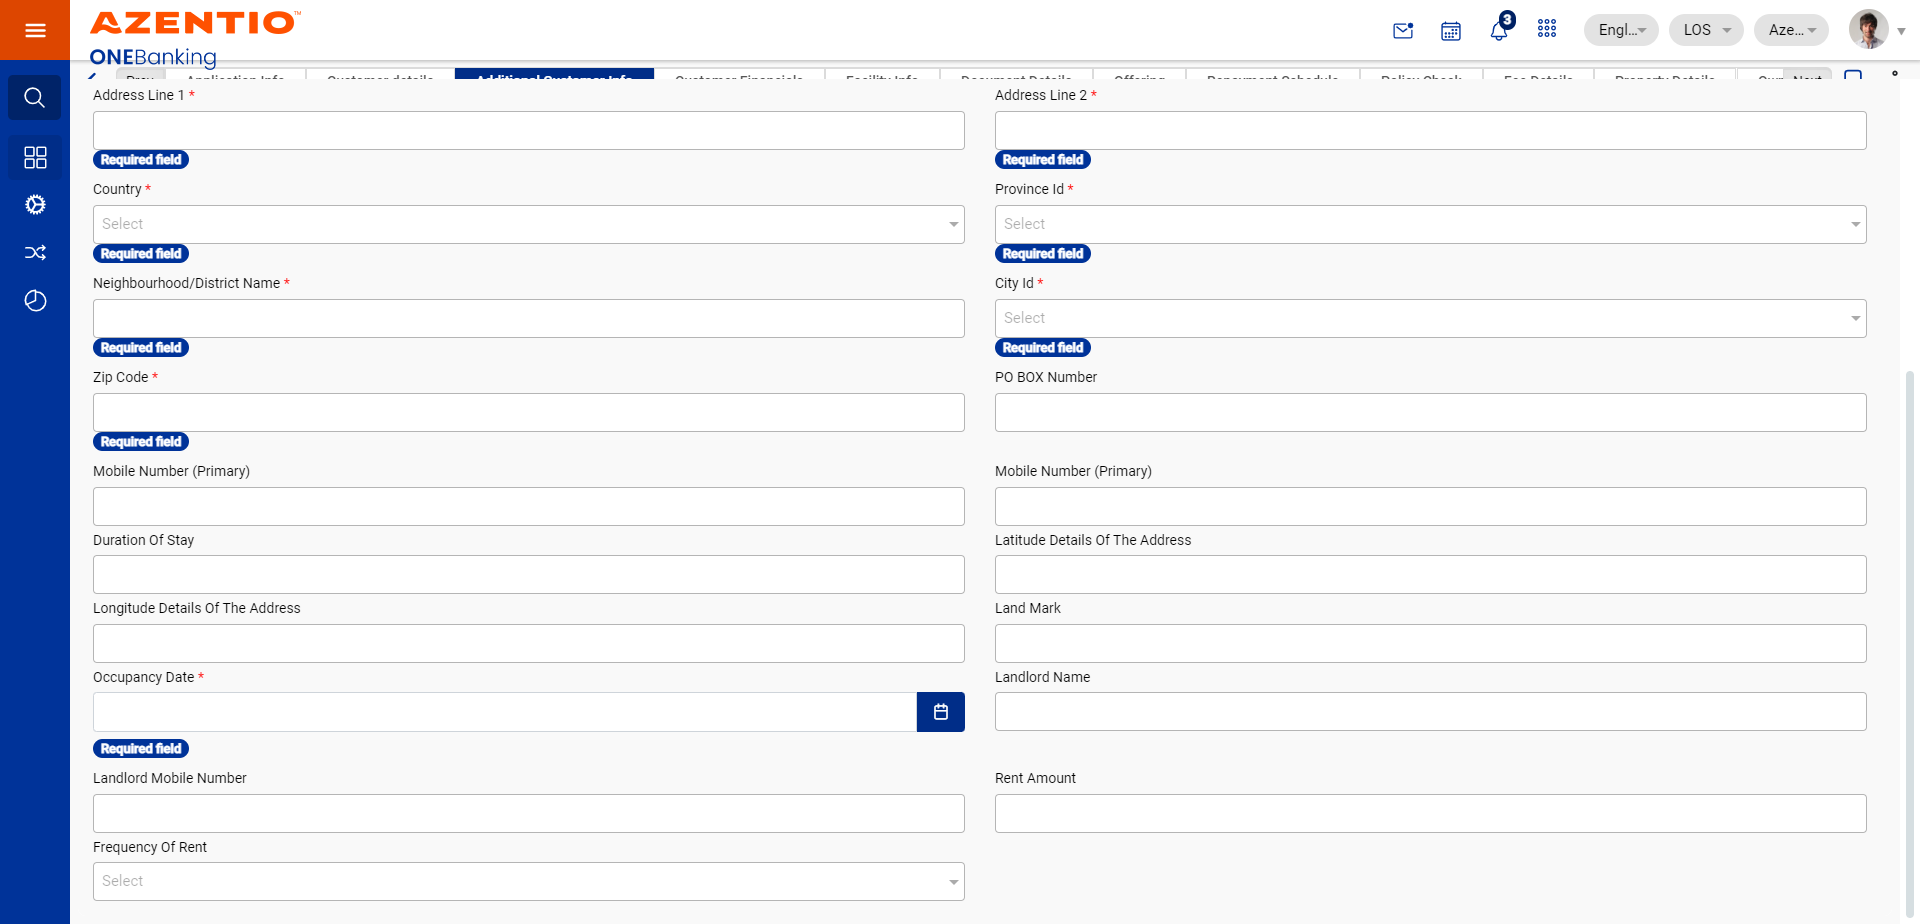 AZENTIO™
ONEBanking
3
Engl...
LOS
Aze...
Prev
Application Info
Customer details
Additional Customer Info
Customer Financials
Facility Info
Document Details
Offering
Repayment Schedule
Policy Check
Fee Details
Property Details
Next
Address Line 1 *
Address Line 2 *
Required field
Required field
Country *
Province Id *
Select
Select
Required field
Required field
Neighbourhood/District Name *
City Id *
Select
Required field
Required field
Zip Code *
PO BOX Number
Required field
Mobile Number (Primary)
Mobile Number (Primary)
Duration Of Stay
Latitude Details Of The Address
Longitude Details Of The Address
Land Mark
Occupancy Date *
Landlord Name
Required field
Landlord Mobile Number
Rent Amount
Frequency Of Rent
Select